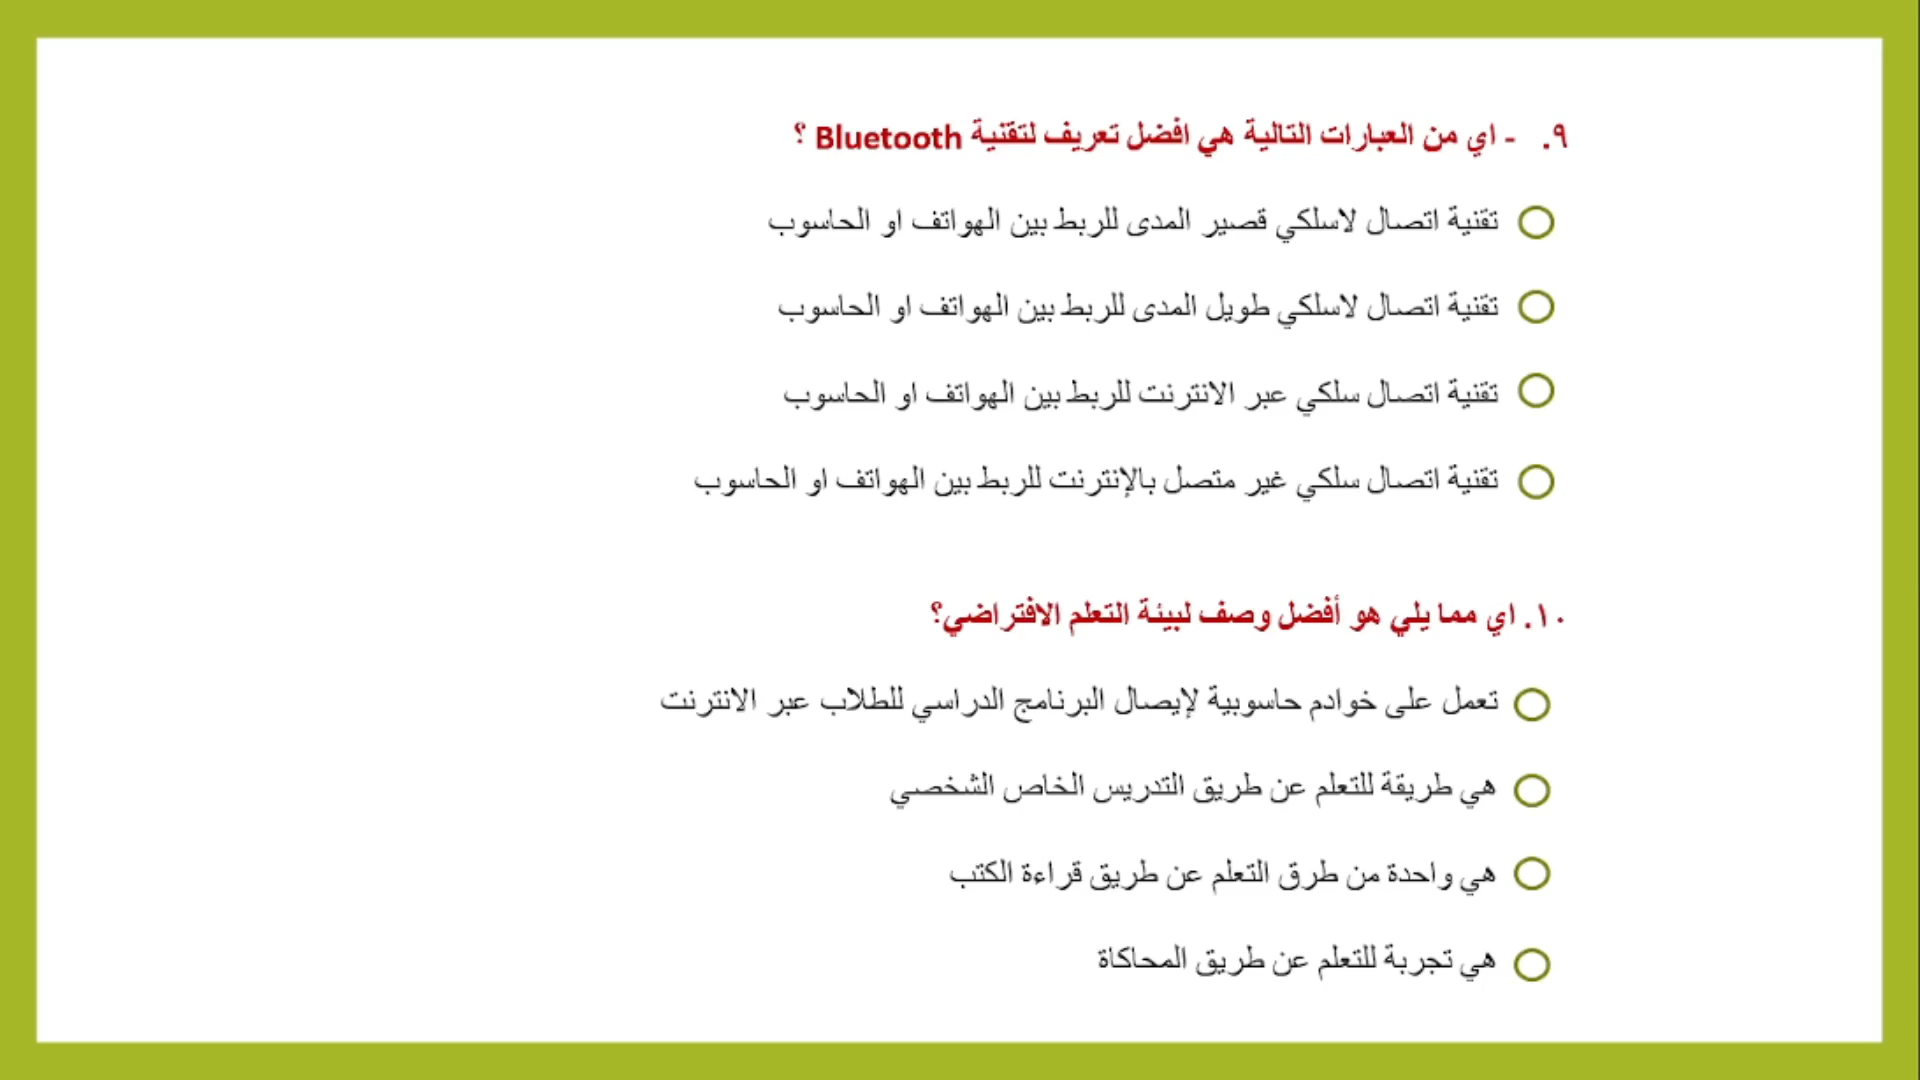 ٩. - اي من العبارات التالية هي افضل تعريف لتقنية Bluetooth ؟
تقنية اتصال لاسلكي قصير المدى للربط بين الهواتف او الحاسوب
تقنية اتصال لاسلكي طويل المدى للربط بين الهواتف او الحاسوب
تقنية اتصال سلكي عبر الانترنت للربط بين الهواتف او الحاسوب
تقنية اتصال سلكي غير متصل بالإنترنت للربط بين الهواتف او الحاسوب
١٠. اي مما يلي هو أفضل وصف لبيئة التعلم الافتراضي؟
تعمل على خوادم حاسوبية لإيصال البرنامج الدراسي للطلاب عبر الانترنت
هي طريقة للتعلم عن طريق التدريس الخاص الشخصي
هي واحدة من طرق التعلم عن طريق قراءة الكتب
هي تجربة للتعلم عن طريق المحاكاة